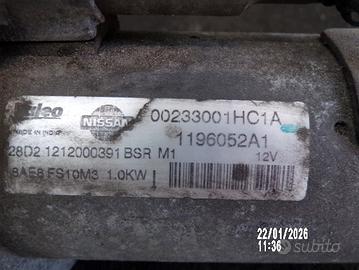 Valeo
NISSAN
MADE IN INDIA
00233001HC1A
1196052A1
28D2 1212000391 BSR M1
12V
8AE8 FS10M3 1.0KW
22/01/2026
11:36
subito